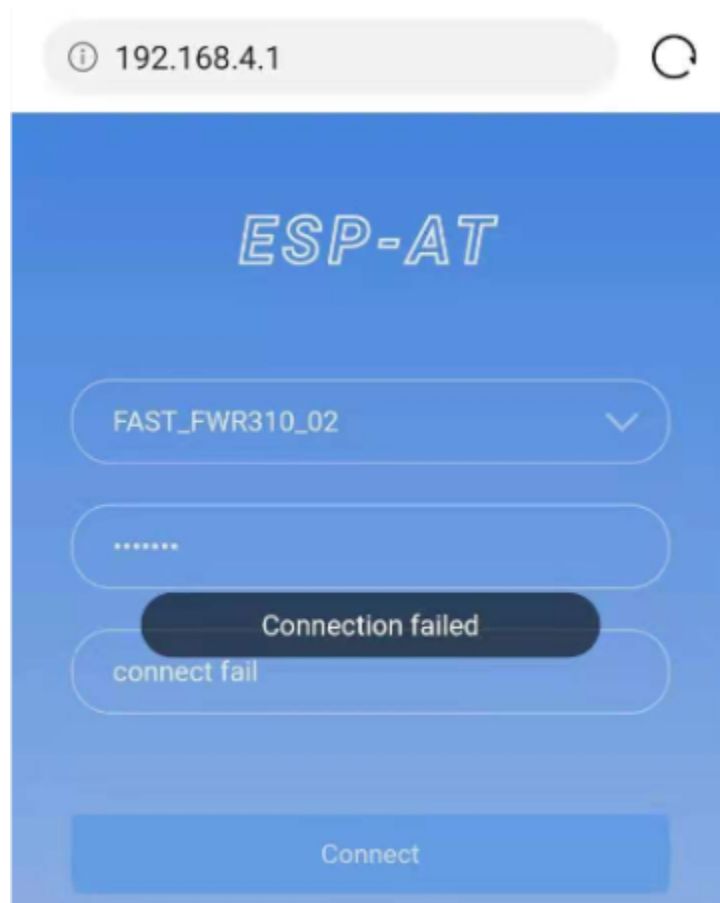 192.168.4.1
ESP-AT
FAST_FWR310_02
•••••••
Connection failed
connect fail
Connect